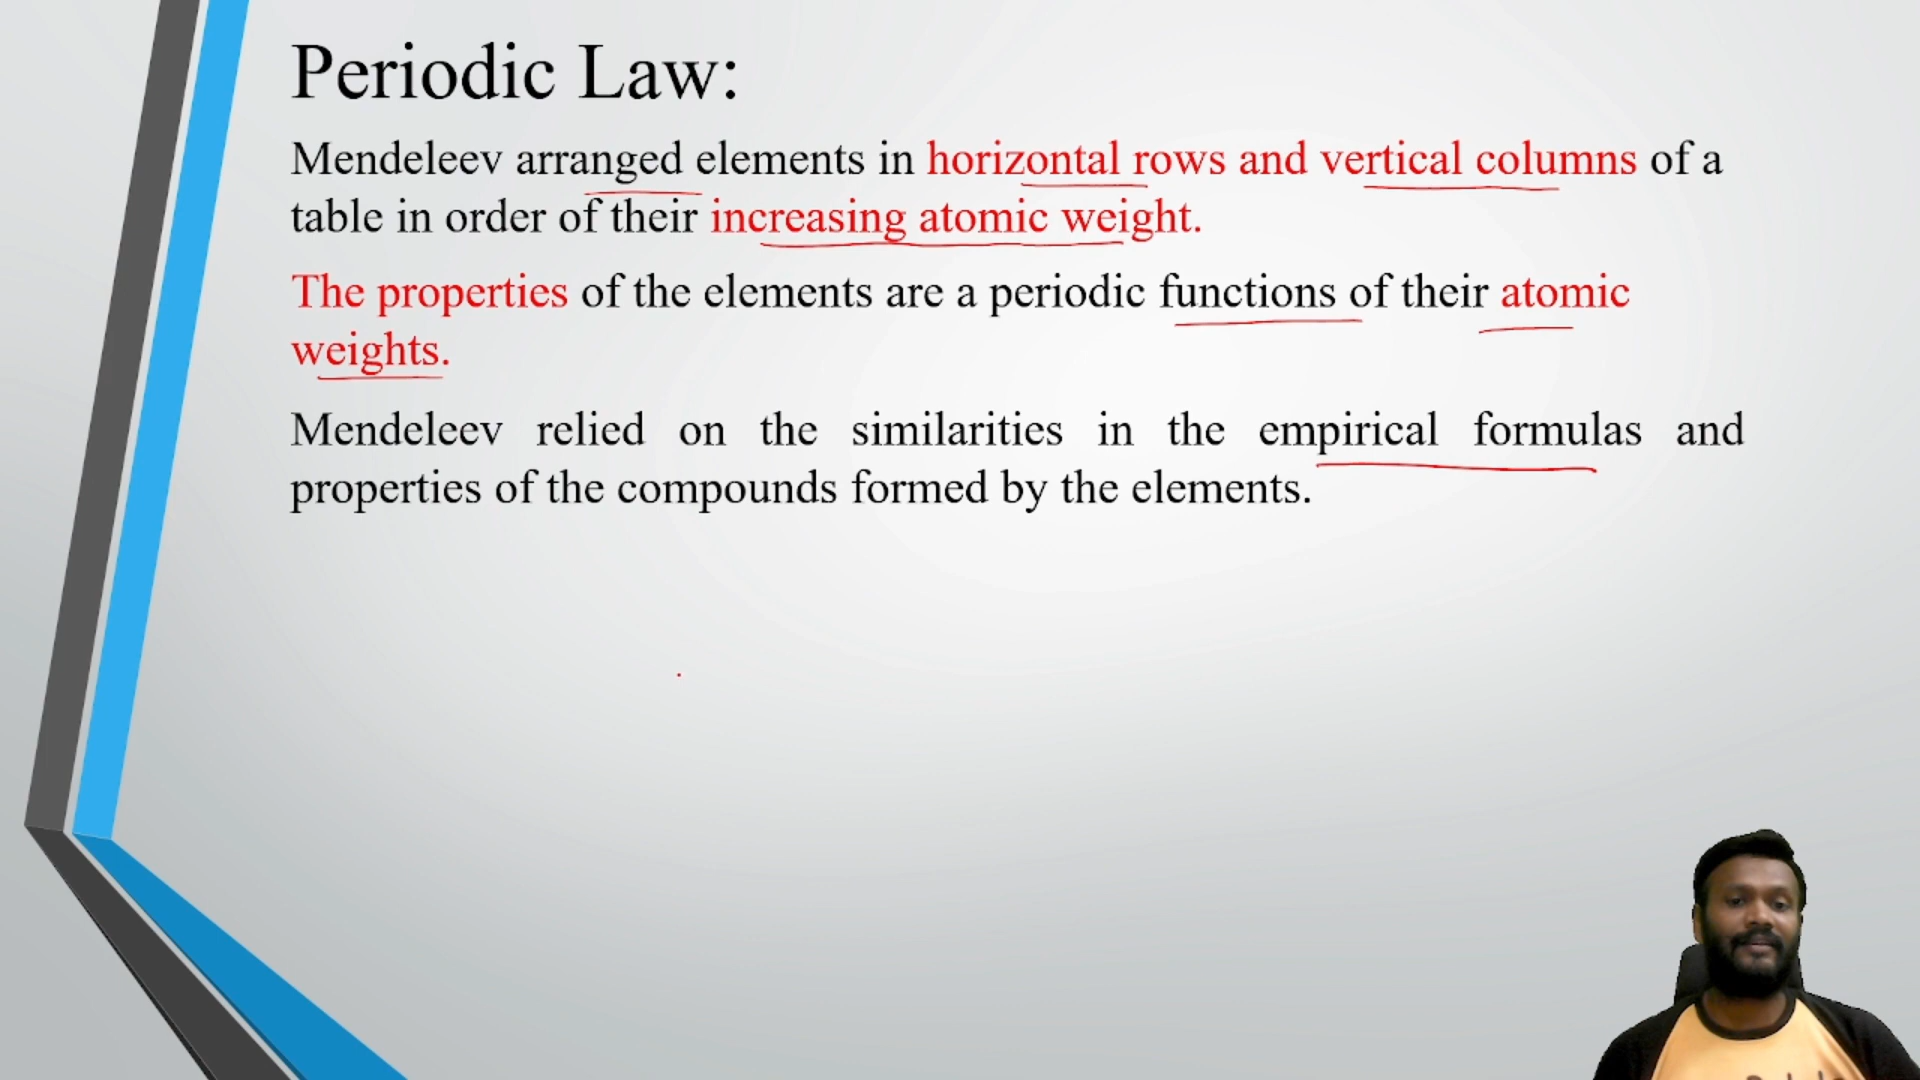 Periodic Law:
Mendeleev arranged elements in horizontal rows and vertical columns of a
table in order of their increasing atomic weight.
The properties of the elements are a periodic functions of their atomic
weights.
Mendeleev relied on the similarities in the empirical formulas and
properties of the compounds formed by the elements.